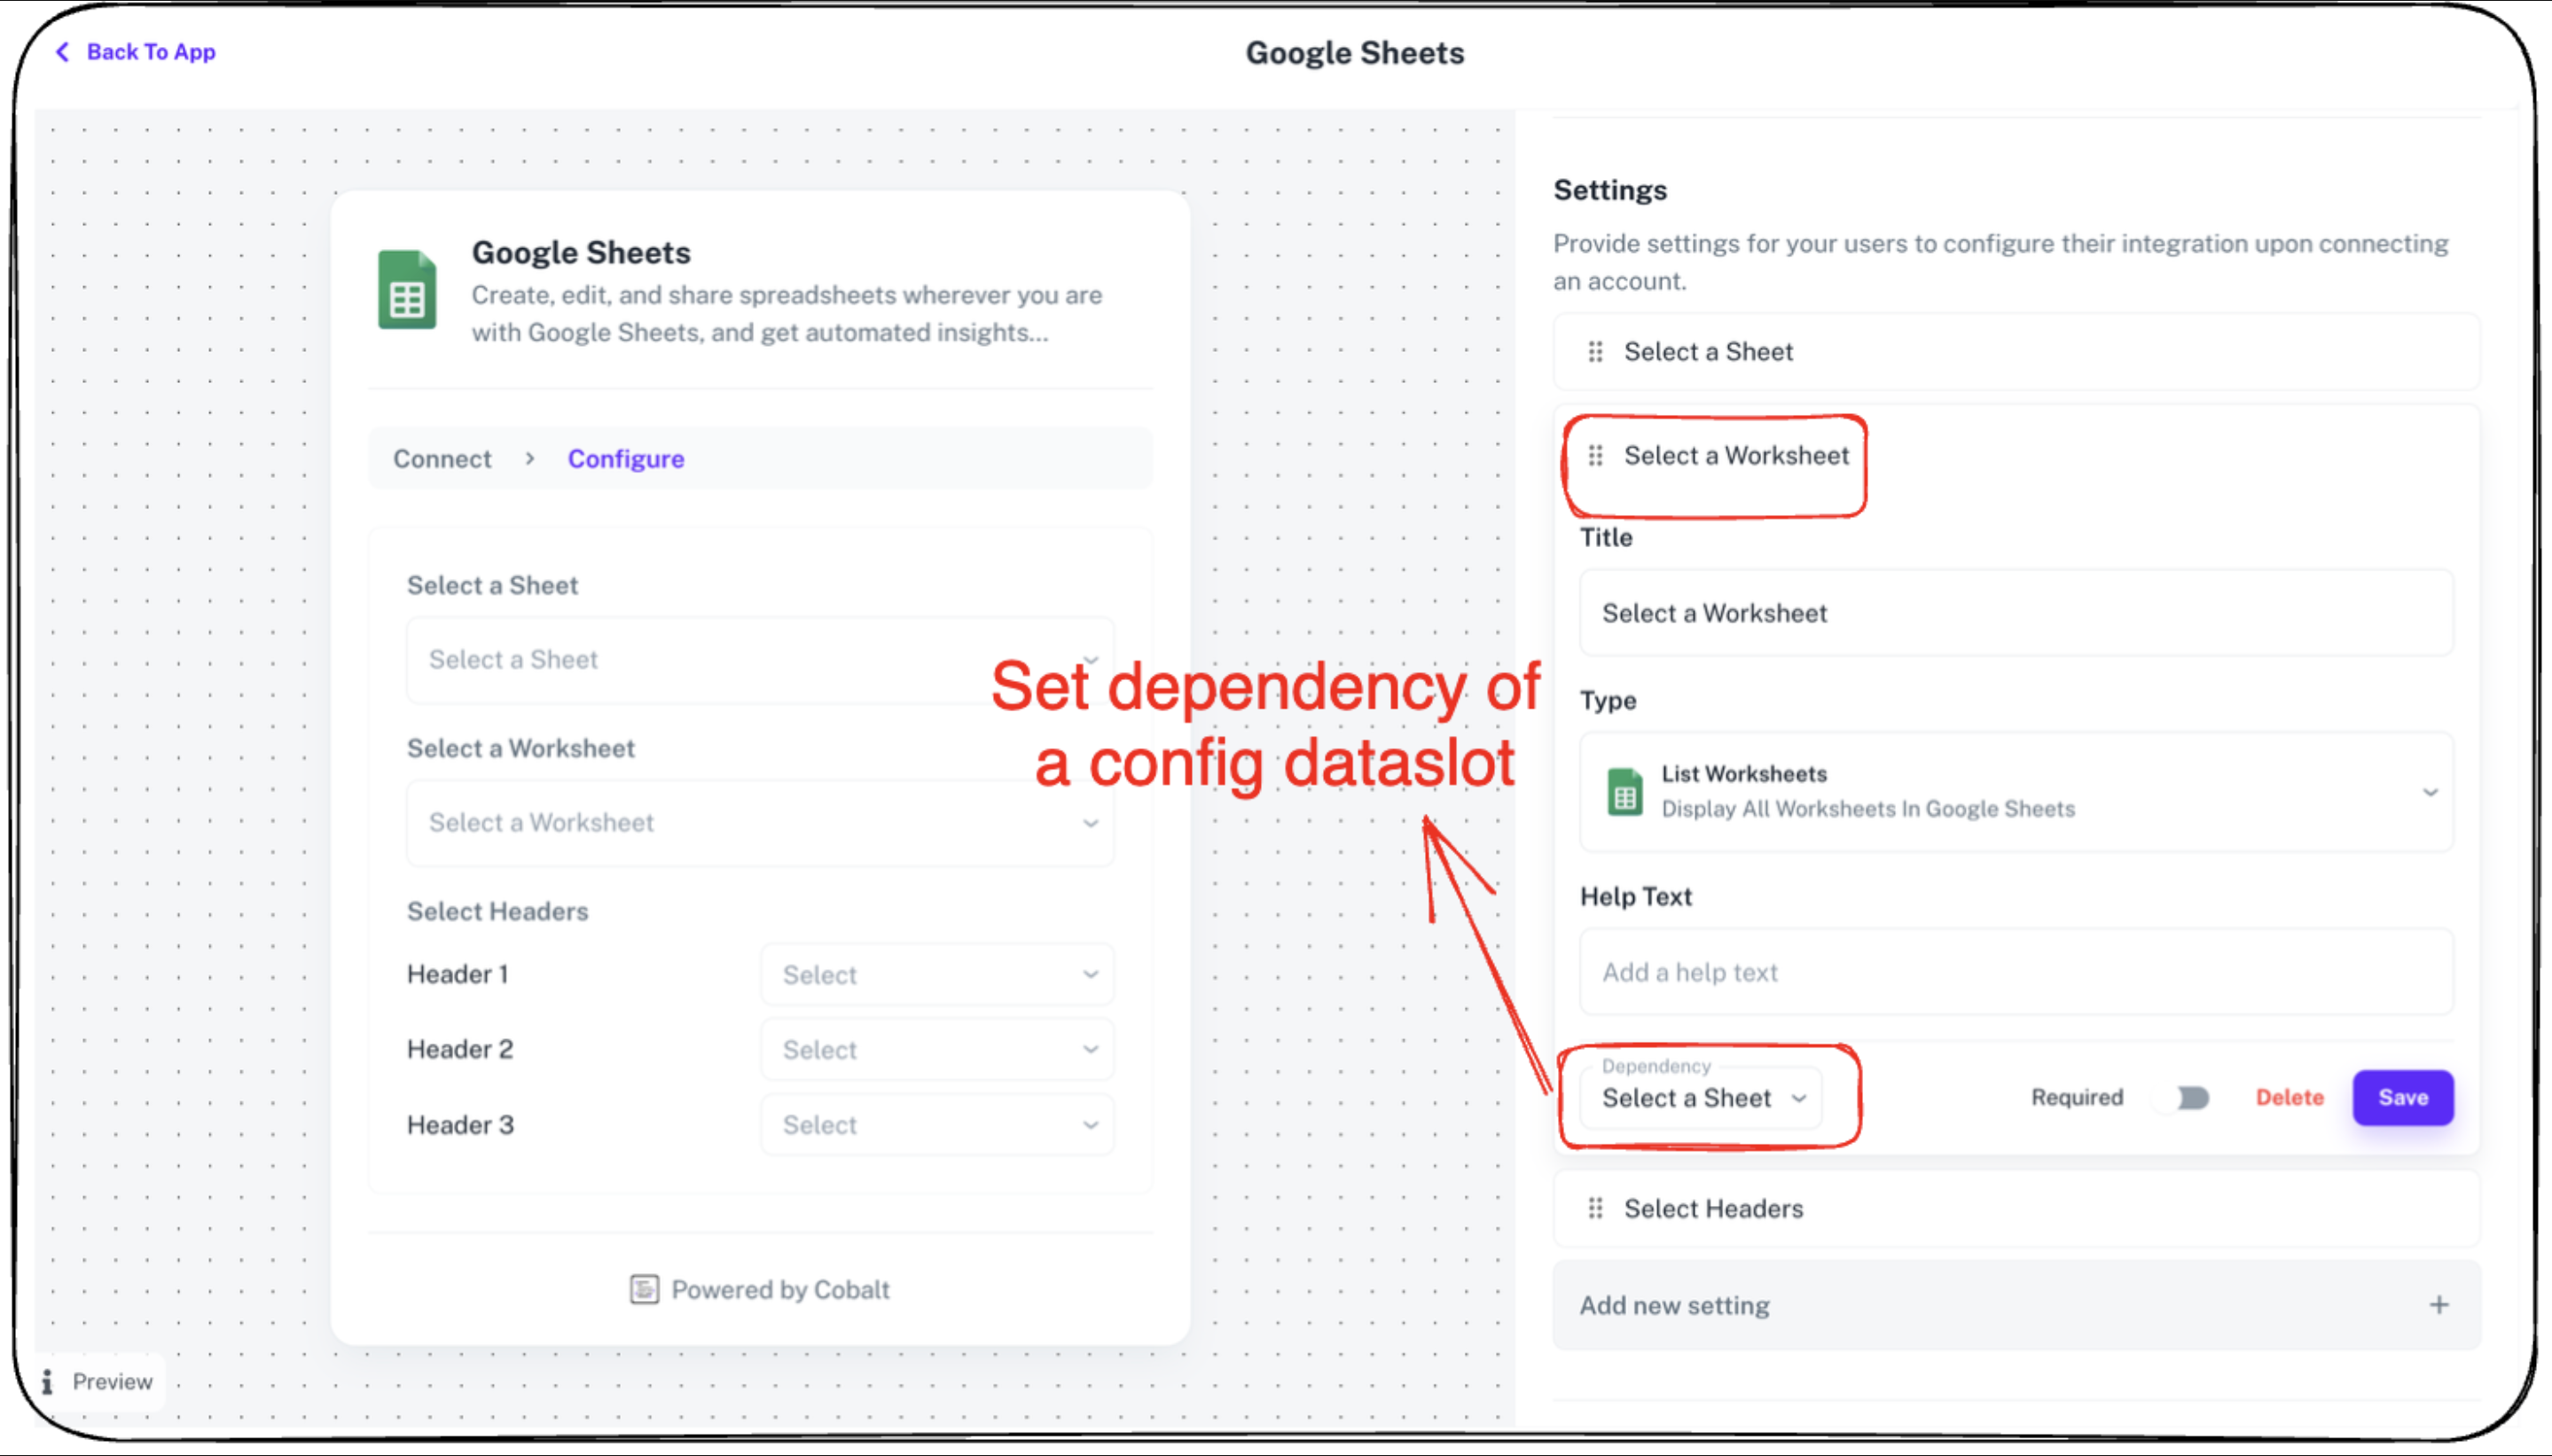 Back To App
Google Sheets
Google Sheets
Create, edit, and share spreadsheets wherever you are
with Google Sheets, and get automated insights...
Connect > Configure
Select a Sheet
Select a Sheet
Select a Worksheet
Select a Worksheet
Select Headers
Header 1 Select
Header 2 Select
Header 3 Select
Powered by Cobalt
Preview
Set dependency of
a config dataslot
Settings
Provide settings for your users to configure their integration upon connecting
an account.
Select a Sheet
Select a Worksheet
Title
Select a Worksheet
Type
List Worksheets
Display All Worksheets In Google Sheets
Help Text
Add a help text
Dependency
Select a Sheet
Required Delete Save
Select Headers
Add new setting +